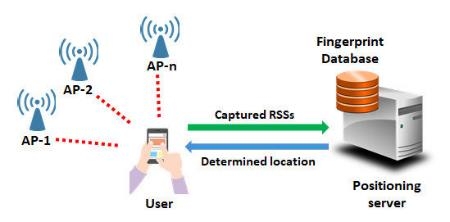 AP-1
AP-2
AP-n
User
Captured RSSs
Determined location
Fingerprint
Database
Positioning
server